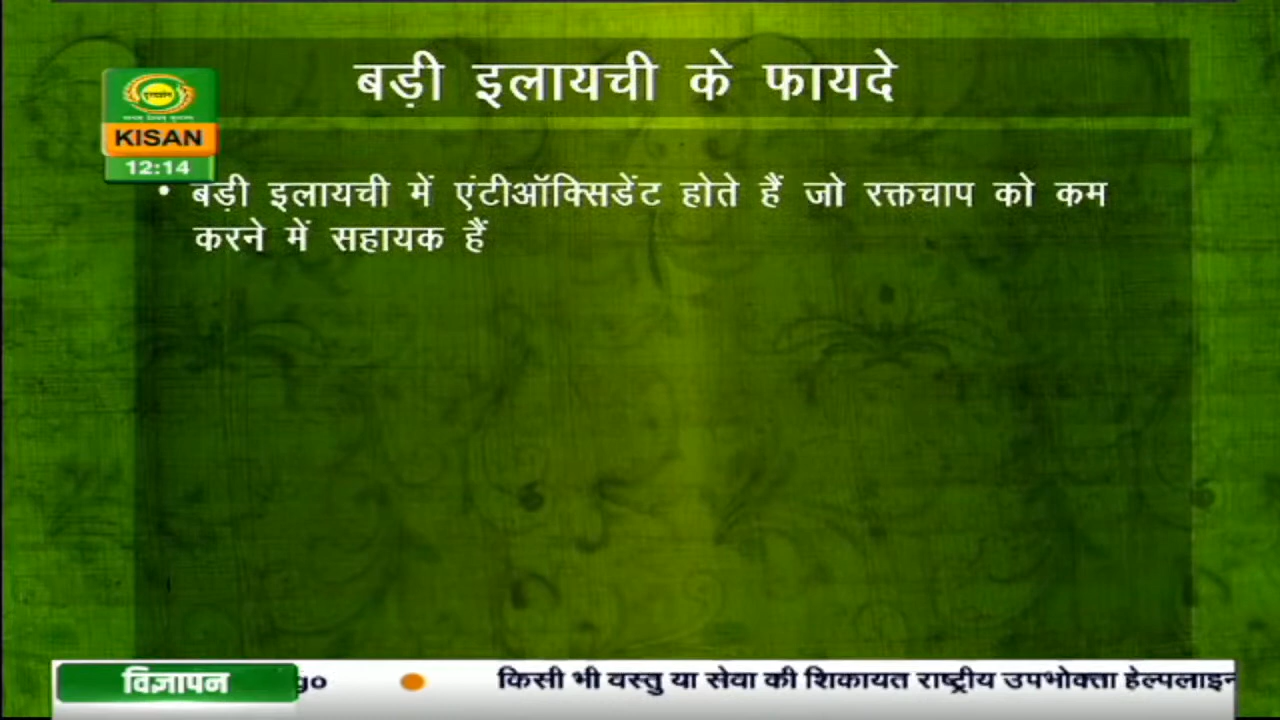 बड़ी इलायची के फायदे
KISAN
12:14
• बड़ी इलायची में एंटीऑक्सिडेंट होते हैं जो रक्तचाप को कम
करने में सहायक हैं
विज्ञापन
go
किसी भी वस्तु या सेवा की शिकायत राष्ट्रीय उपभोक्ता हेल्पलाइन